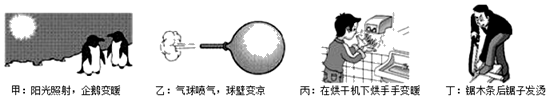 甲：阳光照射，企鹅变暖
乙：气球喷气，球壁变凉
丙：在烘干机下烘手手变暖
丁：锯木条后锯子发烫